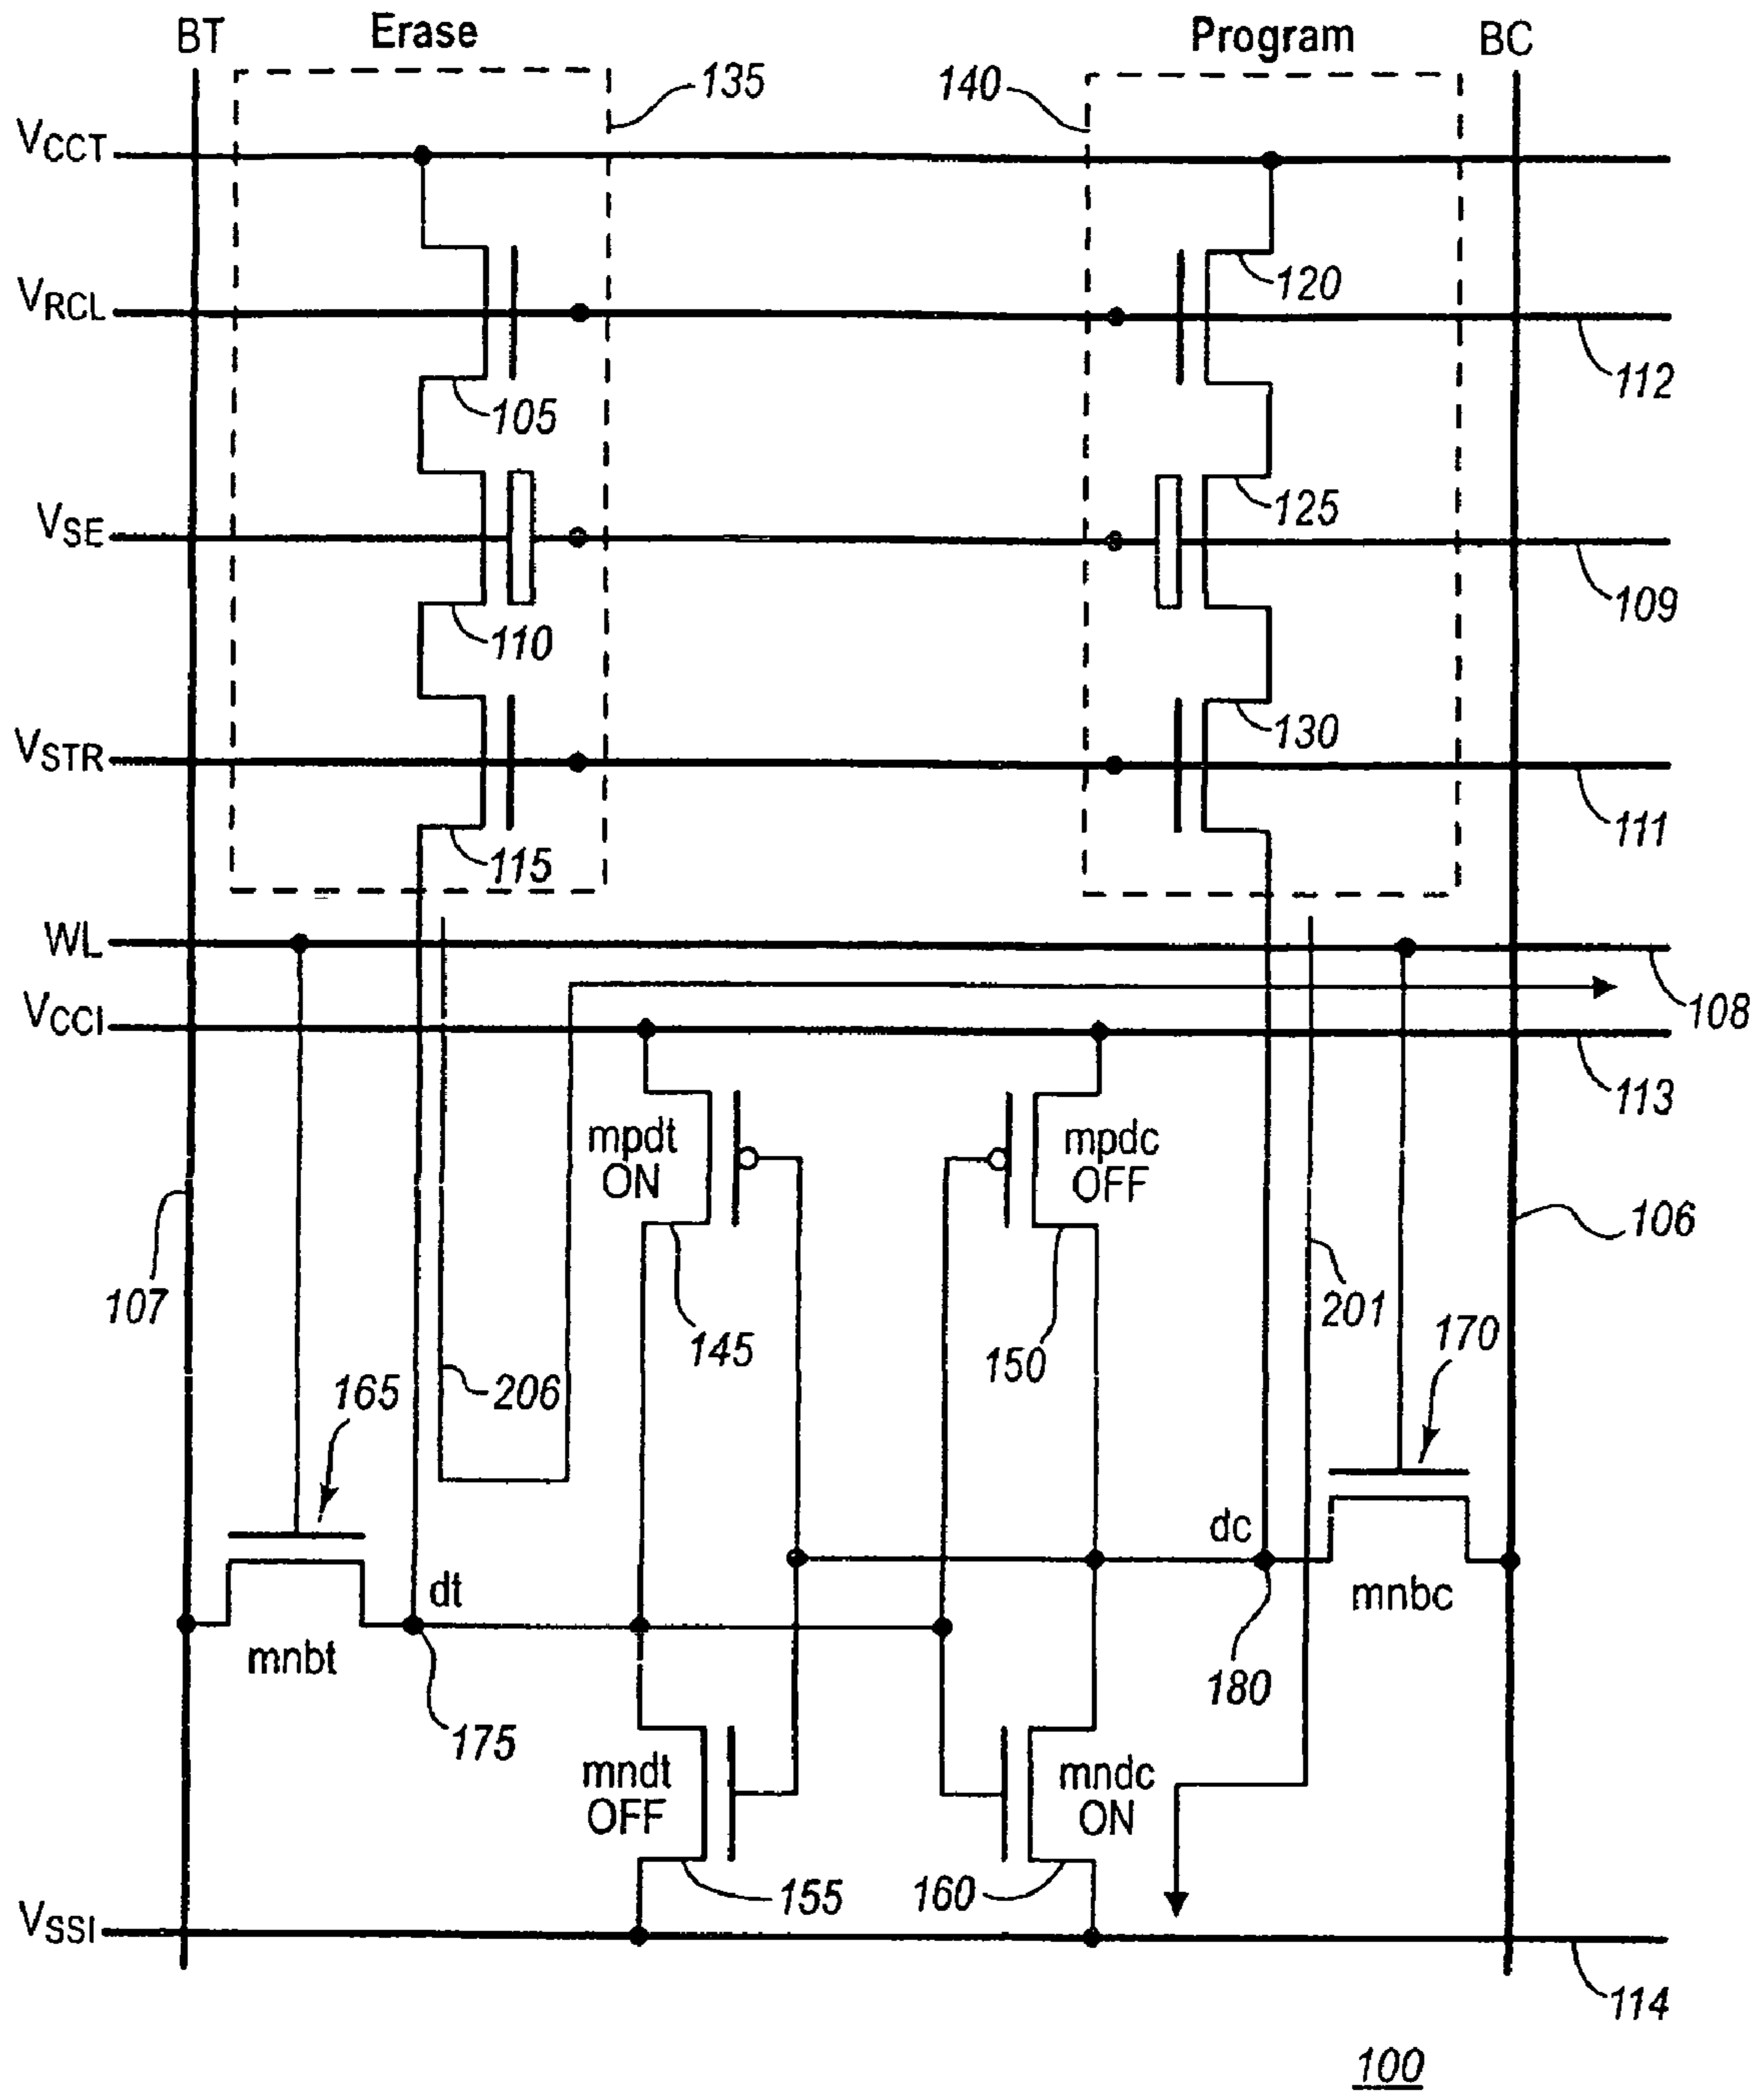 BT
Erase
Program
BC
135
140
VCCT
120
VRCL
112
105
VSE
125
109
110
VSTR
130
111
115
WL
VCCI
108
113
mpdt
ON
mpdc
OFF
107
106
201
145
150
170
165
206
dc
dt
mnbc
mnbt
180
175
mndt
OFF
mndc
ON
155
160
VSSI
114
100